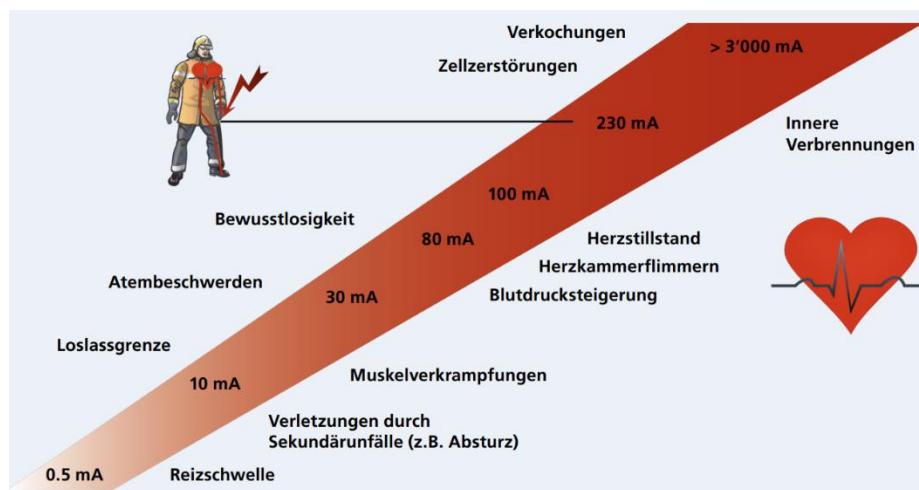 Verkochungen
> 3’000 mA
Zellzerstörungen
230 mA
Innere
Verbrennungen
100 mA
Bewusstlosigkeit
80 mA
Herzstillstand
Herzkammerflimmern
Atembeschwerden
30 mA
Blutdrucksteigerung
Loslassgrenze
10 mA
Muskelverkrampfungen
Verletzungen durch
Sekundärunfälle (z.B. Absturz)
0.5 mA
Reizschwelle